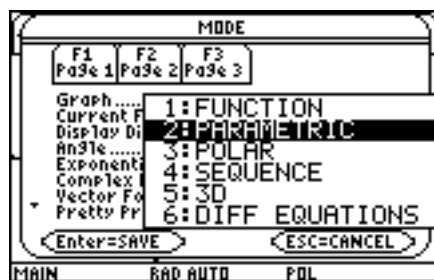 MODE
F1 F2 F3
Page 1 Page 2 Page 3
Graph......
Current F
Display Di
Angle......
Exponenti
Complex
Vector Fo
Pretty Pr
1:FUNCTION
2:PARAMETRIC
3:POLAR
4:SEQUENCE
5:3D
6:DIFF EQUATIONS
Enter=SAVE ESC=CANCEL
MAIN RAD AUTO POL